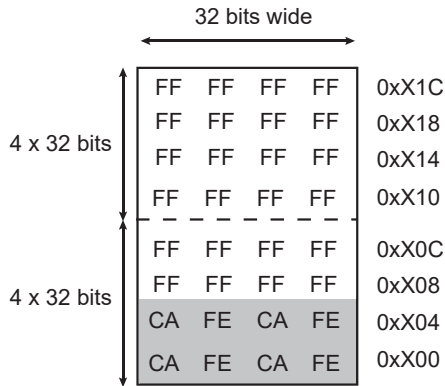 32 bits wide
FF FF FF FF 0xX1C
FF FF FF FF 0xX18
4 x 32 bits
FF FF FF FF 0xX14
FF FF FF FF 0xX10
FF FF FF FF 0xX0C
FF FF FF FF 0xX08
4 x 32 bits
CA FE CA FE 0xX04
CA FE CA FE 0xX00